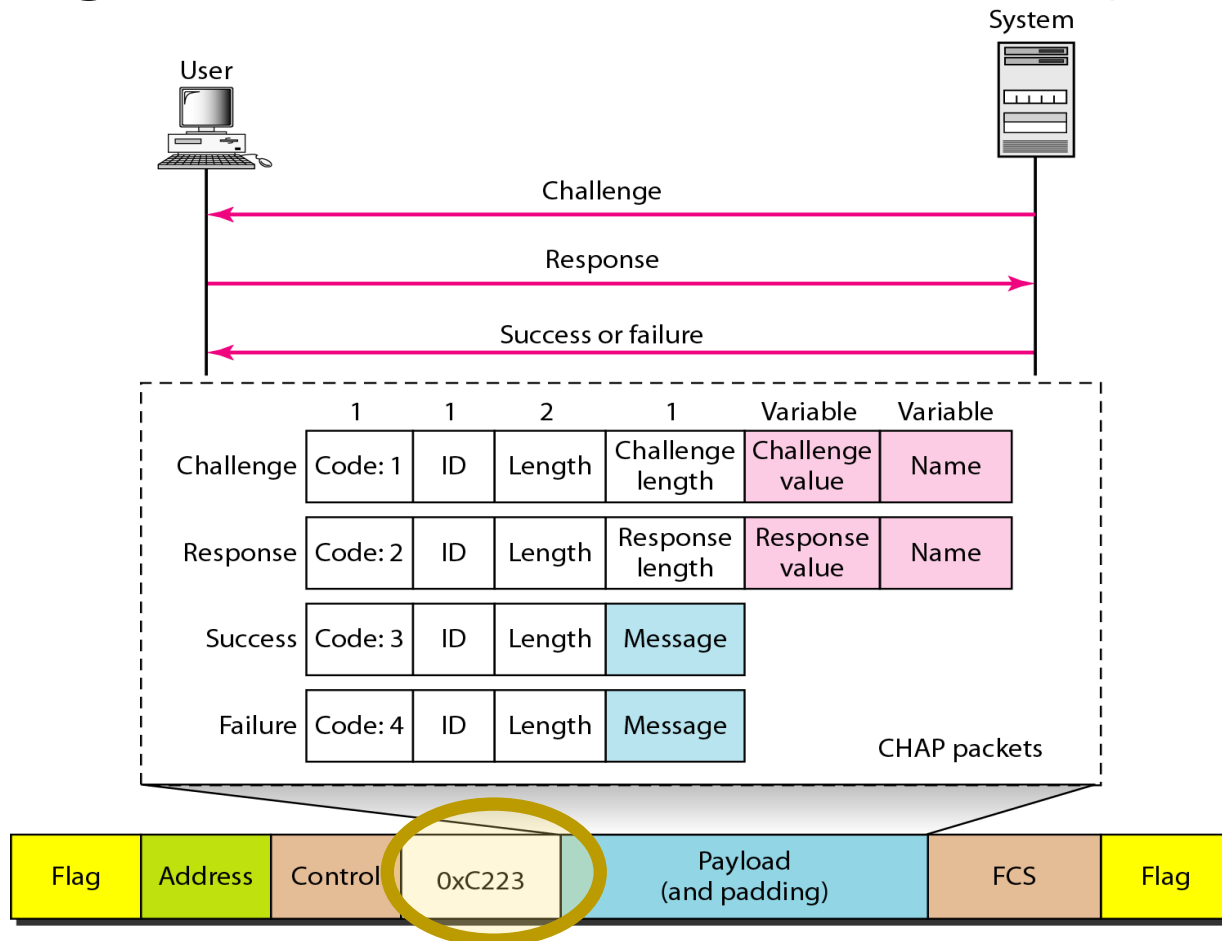 System
User
Challenge
Response
Success or failure
1 1 2 1 Variable Variable
Challenge Code: 1 ID Length Challenge length Challenge value Name
Response Code: 2 ID Length Response length Response value Name
Success Code: 3 ID Length Message
Failure Code: 4 ID Length Message
CHAP packets
Flag Address Control 0xC223 Payload (and padding) FCS Flag